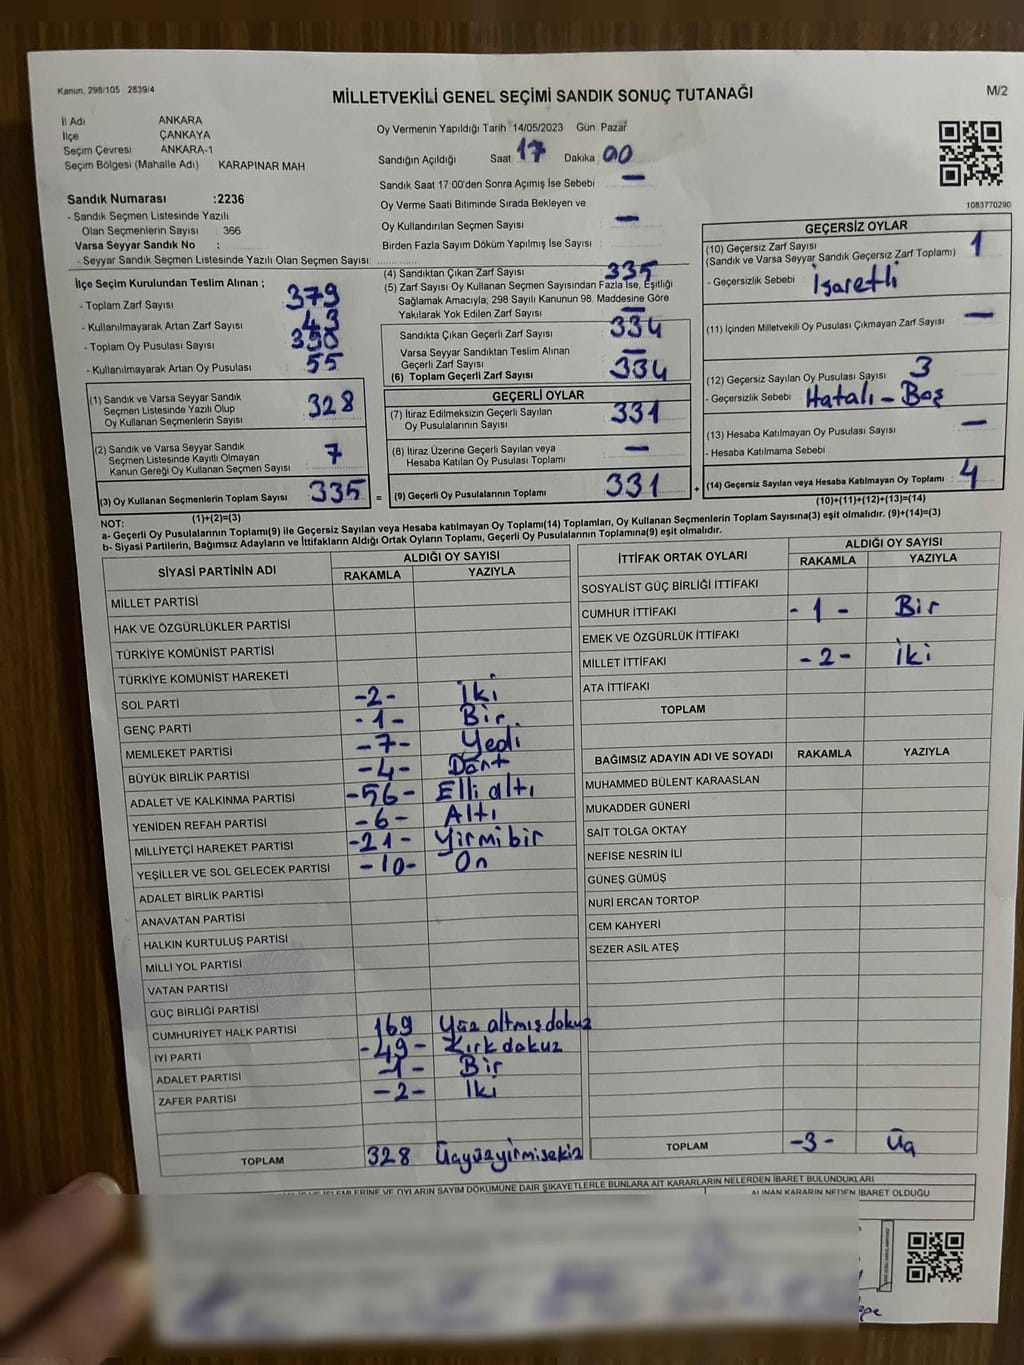 Kanun, 298/105 2839/4
MİLLETVEKİLİ GENEL SEÇİMİ SANDIK SONUÇ TUTANAĞI
M/2
İl Adı ANKARA
İlçe ÇANKAYA
Seçim Çevresi ANKARA-1
Seçim Bölgesi (Mahalle Adı) KARAPINAR MAH
Oy Vermenin Yapıldığı Tarih 14/05/2023 Gün Pazar
Sandığın Açıldığı Saat 17 Dakika 00
Sandık Saat 17:00'den Sonra Açımış İse Sebebi : —
Oy Verme Saati Bitiminde Sırada Bekleyen ve
Oy Kullandırılan Seçmen Sayısı : —
Birden Fazla Sayım Döküm Yapılmış İse Sayısı :
1083770290
Sandık Numarası :2236
- Sandık Seçmen Listesinde Yazılı
Olan Seçmenlerin Sayısı : 366
Varsa Seyyar Sandık No :
- Seyyar Sandık Seçmen Listesinde Yazılı Olan Seçmen Sayısı:
İlçe Seçim Kurulundan Teslim Alınan ;
- Toplam Zarf Sayısı : 379
- Kullanılmayarak Artan Zarf Sayısı : 43
- Toplam Oy Pusulası Sayısı
- Kullanılmayarak Artan Oy Pusulası : 55
(1) Sandık ve Varsa Seyyar Sandık
Seçmen Listesinde Yazılı Olup
Oy Kullanan Seçmenlerin Sayısı 328
(2) Sandık ve Varsa Seyyar Sandık
Seçmen Listesinde Kayıtlı Olmayan
Kanun Gereği Oy Kullanan Seçmen Sayısı 7
(3) Oy Kullanan Seçmenlerin Toplam Sayısı 335 =
(1)+(2)=(3)
(4) Sandıktan Çıkan Zarf Sayısı 335
(5) Zarf Sayısı Oy Kullanan Seçmen Sayısından Fazla İse, Eşitliği
Sağlamak Amacıyla, 298 Sayılı Kanunun 98. Maddesine Göre
Yakılarak Yok Edilen Zarf Sayısı : —
Sandıkta Çıkan Geçerli Zarf Sayısı : 334
Varsa Seyyar Sandıktan Teslim Alınan
Geçerli Zarf Sayısı : —
(6) Toplam Geçerli Zarf Sayısı : 334
GEÇERLİ OYLAR
(7) İtiraz Edilmeksizin Geçerli Sayılan
Oy Pusulalarının Sayısı 331
(8) İtiraz Üzerine Geçerli Sayılan veya
Hesaba Katılan Oy Pusulası Toplamı —
(9) Geçerli Oy Pusulalarının Toplamı 331 +
GEÇERSİZ OYLAR
(10) Geçersiz Zarf Sayısı
(Sandık ve Varsa Seyyar Sandık Geçersiz Zarf Toplamı) : 1
- Geçersizlik Sebebi : İşaretli
(11) İçinden Milletvekili Oy Pusulası Çıkmayan Zarf Sayısı : —
(12) Geçersiz Sayılan Oy Pusulası Sayısı : 3
- Geçersizlik Sebebi : Hatalı - Boş
(13) Hesaba Katılmayan Oy Pusulası Sayısı : —
- Hesaba Katılmama Sebebi :
(14) Geçersiz Sayılan veya Hesaba Katılmayan Oy Toplamı 4
(10)+(11)+(12)+(13)=(14)
NOT:
a- Geçerli Oy Pusulalarının Toplamı(9) ile Geçersiz Sayılan veya Hesaba katılmayan Oy Toplamı(14) Toplamları, Oy Kullanan Seçmenlerin Toplam Sayısına(3) eşit olmalıdır. (9)+(14)=(3)
b- Siyasi Partilerin, Bağımsız Adayların ve İttifakların Aldığı Ortak Oyların Toplamı, Geçerli Oy Pusulalarının Toplamına(9) eşit olmalıdır.
SİYASİ PARTİNİN ADI ALDIĞI OY SAYISI
RAKAMLA YAZIYLA
MİLLET PARTİSİ
HAK VE ÖZGÜRLÜKLER PARTİSİ
TÜRKİYE KOMÜNİST PARTİSİ
TÜRKİYE KOMÜNİST HAREKETİ
SOL PARTİ -2- İki
GENÇ PARTİ -1- Bir
MEMLEKET PARTİSİ -7- Yedi
BÜYÜK BİRLİK PARTİSİ -4- Dört
ADALET VE KALKINMA PARTİSİ -56- Elli altı
YENİDEN REFAH PARTİSİ -6- Altı
MİLLİYETÇİ HAREKET PARTİSİ -21- Yirmi bir
YEŞİLLER VE SOL GELECEK PARTİSİ -10- On
ADALET BİRLİK PARTİSİ
ANAVATAN PARTİSİ
HALKIN KURTULUŞ PARTİSİ
MİLLİ YOL PARTİSİ
VATAN PARTİSİ
GÜÇ BİRLİĞİ PARTİSİ
CUMHURİYET HALK PARTİSİ 169 Yüz altmış dokuz
İYİ PARTİ -49- Kırk dokuz
ADALET PARTİSİ -1- Bir
ZAFER PARTİSİ -2- İki
TOPLAM 328 Üçyüzyirmisekiz
İTTİFAK ORTAK OYLARI ALDIĞI OY SAYISI
RAKAMLA YAZIYLA
SOSYALİST GÜÇ BİRLİĞİ İTTİFAKI
CUMHUR İTTİFAKI -1- Bir
EMEK VE ÖZGÜRLÜK İTTİFAKI
MİLLET İTTİFAKI -2- İki
ATA İTTİFAKI
TOPLAM
BAĞIMSIZ ADAYIN ADI VE SOYADI RAKAMLA YAZIYLA
MUHAMMED BÜLENT KARAASLAN
MUKADDER GÜNERİ
SAİT TOLGA OKTAY
NEFİSE NESRİN İLİ
GÜNEŞ GÜMÜŞ
NURİ ERCAN TORTOP
CEM KAHYERİ
SEZER ASİL ATEŞ
TOPLAM -3- Üç
OYLARIN SAYIM DÖKÜMÜNE DAİR ŞİKAYETLERLE BUNLARA AİT KARARLARIN NELERDEN İBARET BULUNDUKLARI
ALINAN KARARIN NEDEN İBARET OLDUĞU